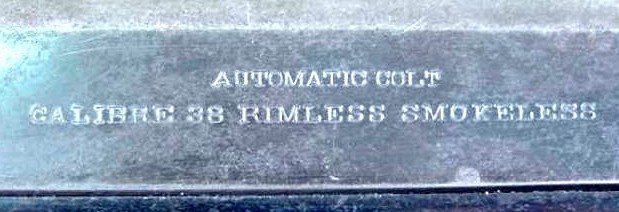 AUTOMATIC COLT
CALIBRE 38 RIMLESS SMOKELESS